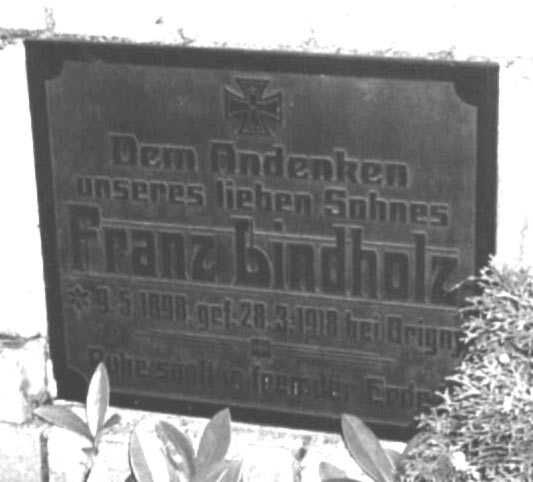 Dem Andenken
unseres lieben Sohnes
Franz Lindholz
* 9.5.1898. gef. 28.3.1918 bei Origny
Ruhe sanft in fremder Erde